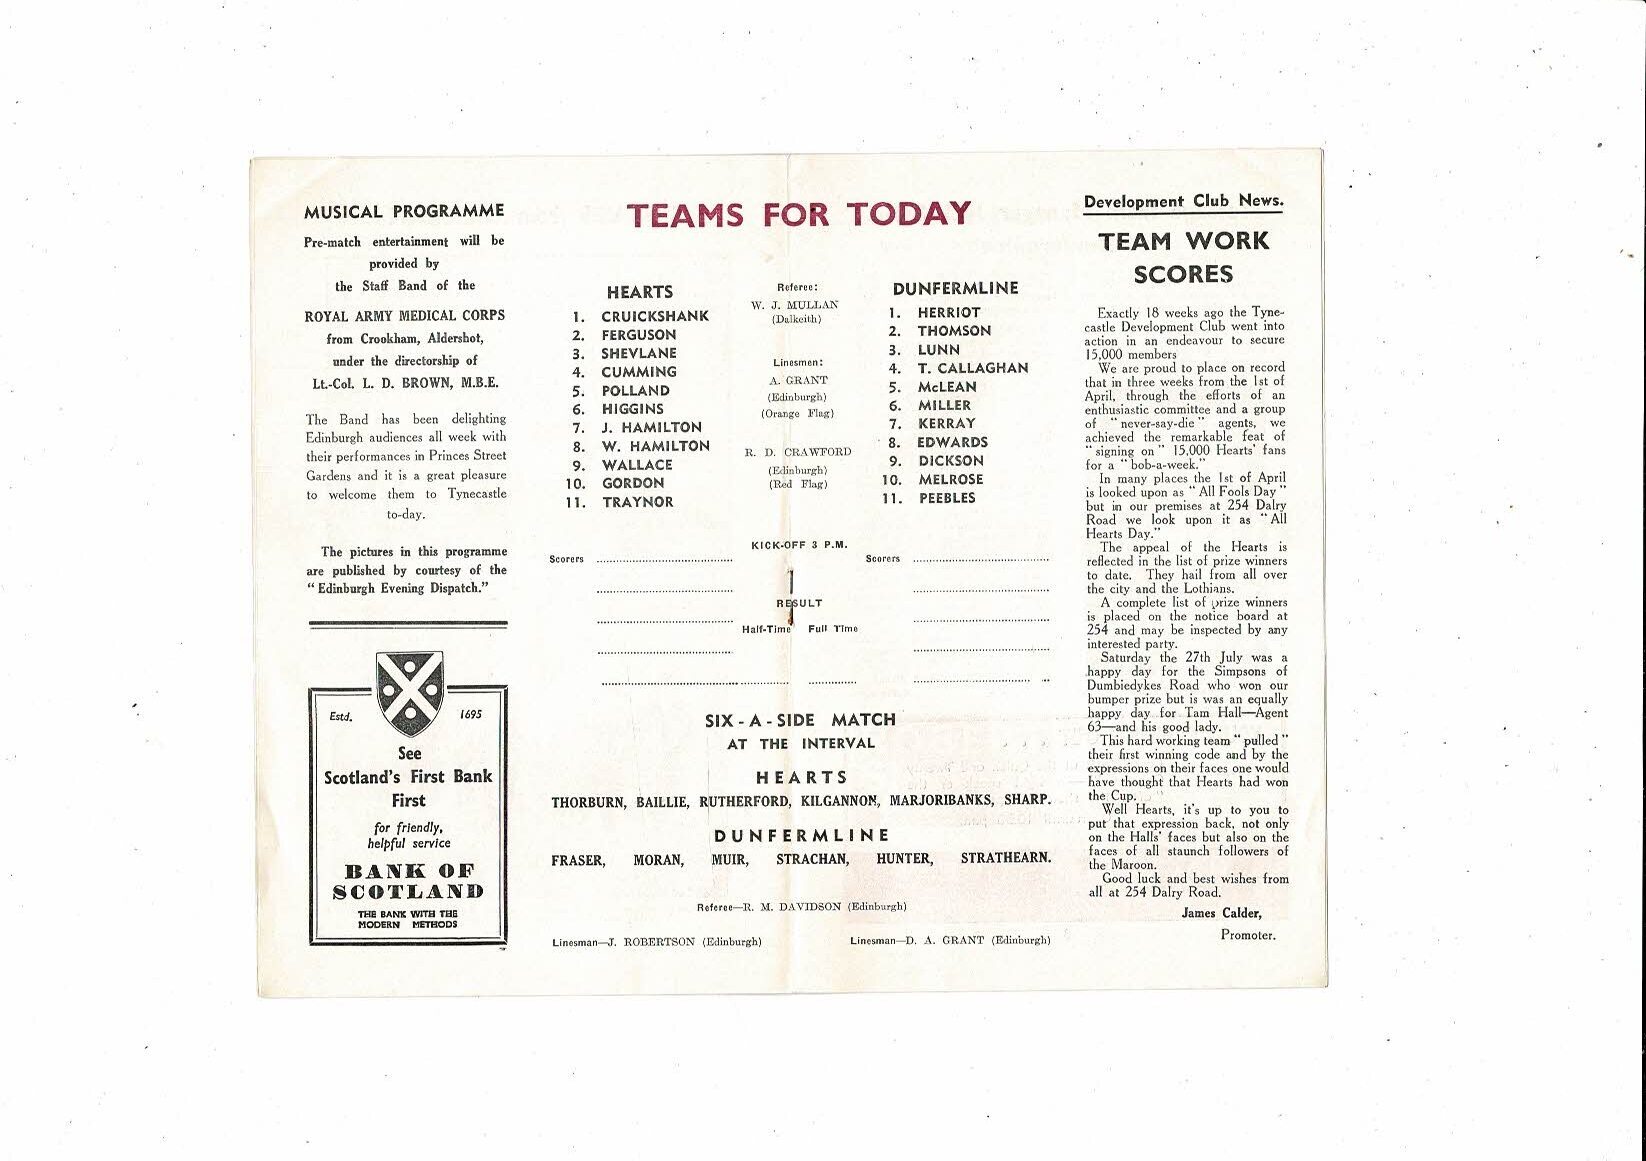 MUSICAL PROGRAMME
Pre-match entertainment will be
provided by
the Staff Band of the
ROYAL ARMY MEDICAL CORPS
from Crookham, Aldershot,
under the directorship of
Lt.-Col. L. D. BROWN, M.B.E.
The Band has been delighting
Edinburgh audiences all week with
their performances in Princes Street
Gardens and it is a great pleasure
to welcome them to Tynecastle
to-day.
The pictures in this programme
are published by courtesy of the
"Edinburgh Evening Dispatch."
Estd. 1695
See
Scotland's First Bank
First
for friendly,
helpful service
BANK OF
SCOTLAND
THE BANK WITH THE
MODERN METHODS
TEAMS FOR TODAY
HEARTS
1. CRUICKSHANK
2. FERGUSON
3. SHEVLANE
4. CUMMING
5. POLLAND
6. HIGGINS
7. J. HAMILTON
8. W. HAMILTON
9. WALLACE
10. GORDON
11. TRAYNOR
Referee:
W. J. MULLAN
(Dalkeith)
Linesmen:
A. GRANT
(Edinburgh)
(Orange Flag)
R. D. CRAWFORD
(Edinburgh)
(Red Flag)
DUNFERMLINE
1. HERRIOT
2. THOMSON
3. LUNN
4. T. CALLAGHAN
5. McLEAN
6. MILLER
7. KERRAY
8. EDWARDS
9. DICKSON
10. MELROSE
11. PEEBLES
KICK-OFF 3 P.M.
Scorers Scorers
RESULT
Half-Time Full Time
SIX-A-SIDE MATCH
AT THE INTERVAL
HEARTS
THORBURN, BAILLIE, RUTHERFORD, KILGANNON, MARJORIBANKS, SHARP.
DUNFERMLINE
FRASER, MORAN, MUIR, STRACHAN, HUNTER, STRATHEARN.
Referee—R. M. DAVIDSON (Edinburgh)
Linesman—J. ROBERTSON (Edinburgh) Linesman—D. A. GRANT (Edinburgh)
Development Club News.
TEAM WORK
SCORES
Exactly 18 weeks ago the Tyne-
castle Development Club went into
action in an endeavour to secure
15,000 members
We are proud to place on record
that in three weeks from the 1st of
April, through the efforts of an
enthusiastic committee and a group
of "never-say-die" agents, we
achieved the remarkable feat of
"signing on" 15,000 Hearts' fans
for a "bob-a-week."
In many places the 1st of April
is looked upon as "All Fools Day"
but in our premises at 254 Dalry
Road we look upon it as "All
Hearts Day."
The appeal of the Hearts is
reflected in the list of prize winners
to date. They hail from all over
the city and the Lothians.
A complete list of prize winners
is placed on the notice board at
254 and may be inspected by any
interested party.
Saturday the 27th July was a
happy day for the Simpsons of
Dumbiedykes Road who won our
bumper prize but is was an equally
happy day for Tam Hall—Agent
63—and his good lady.
This hard working team "pulled"
their first winning code and by the
expressions on their faces one would
have thought that Hearts had won
the Cup.
Well Hearts, it's up to you to
put that expression back, not only
on the Halls' faces but also on the
faces of all staunch followers of
the Maroon.
Good luck and best wishes from
all at 254 Dalry Road.
James Calder,
Promoter.